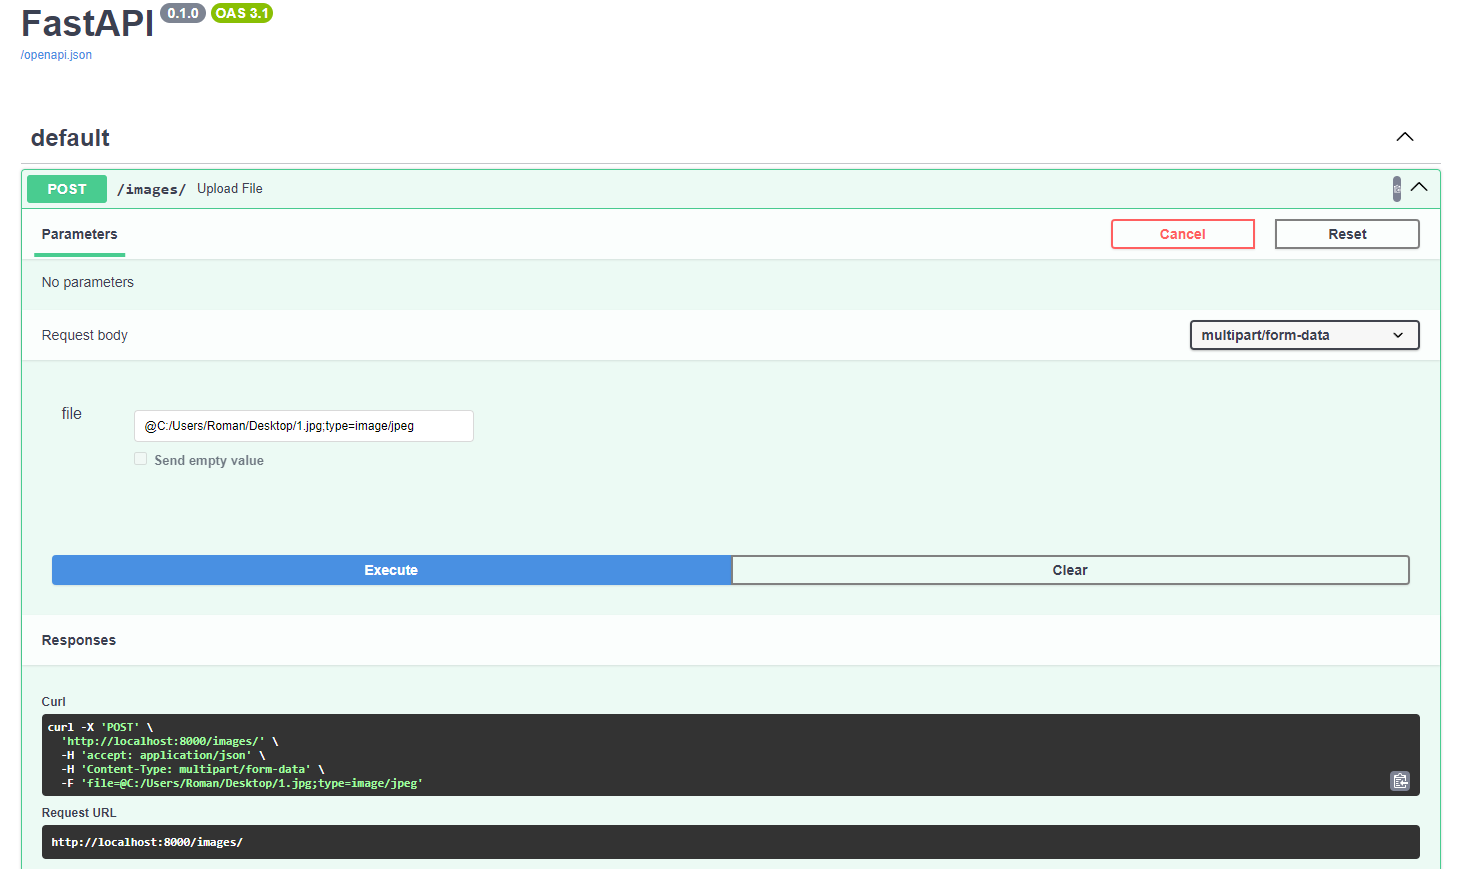 FastAPI 0.1.0 OAS 3.1
/openapi.json
default
POST /images/ Upload File
Parameters Cancel Reset
No parameters
Request body multipart/form-data
file @C:/Users/Roman/Desktop/1.jpg;type=image/jpeg
Send empty value
Execute Clear
Responses
Curl
curl -X 'POST' \
  'http://localhost:8000/images/' \
  -H 'accept: application/json' \
  -H 'Content-Type: multipart/form-data' \
  -F 'file=@C:/Users/Roman/Desktop/1.jpg;type=image/jpeg'
Request URL
http://localhost:8000/images/